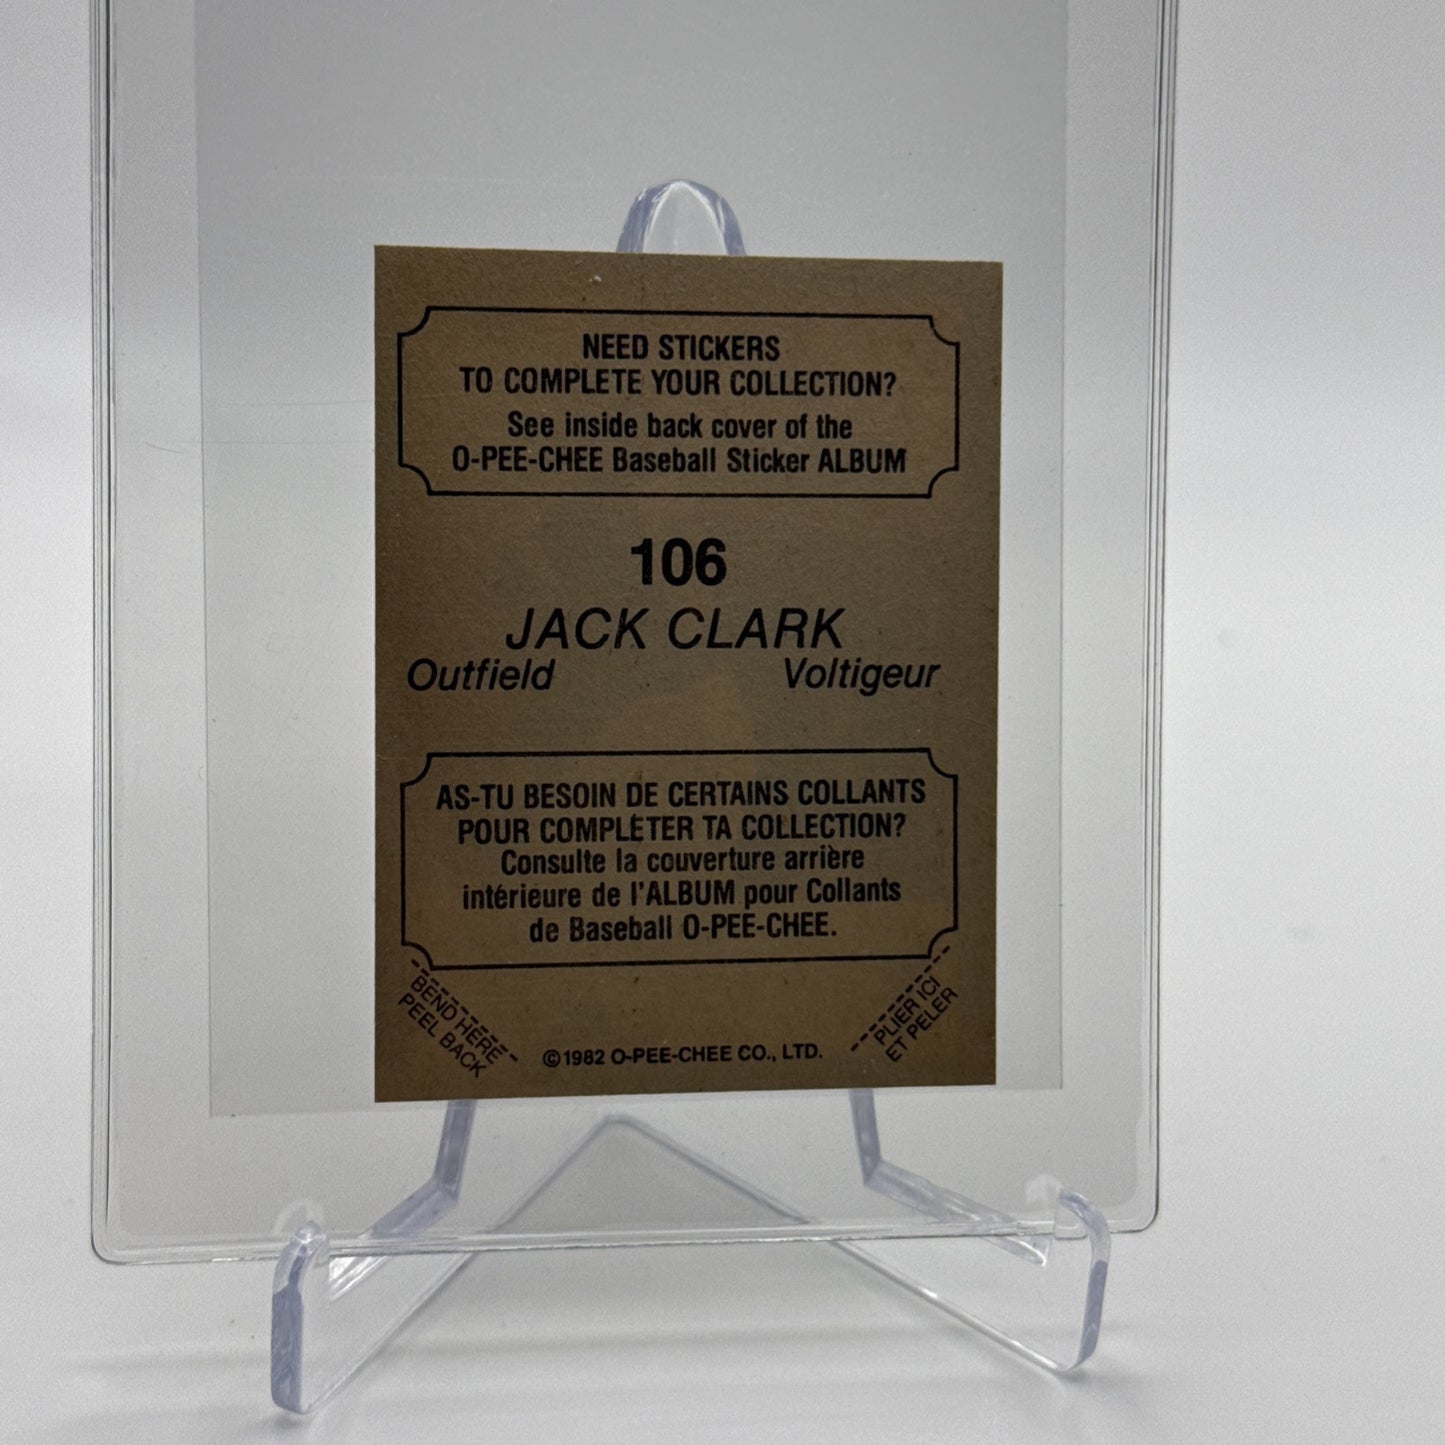 NEED STICKERS
TO COMPLETE YOUR COLLECTION?
See inside back cover of the
O-PEE-CHEE Baseball Sticker ALBUM
106
JACK CLARK
Outfield Voltigeur
AS-TU BESOIN DE CERTAINS COLLANTS
POUR COMPLÉTER TA COLLECTION?
Consulte la couverture arrière
intérieure de l'ALBUM pour Collants
de Baseball O-PEE-CHEE.
BEND HERE
PEEL BACK
©1982 O-PEE-CHEE CO., LTD.
PLIER ICI
ET PELER